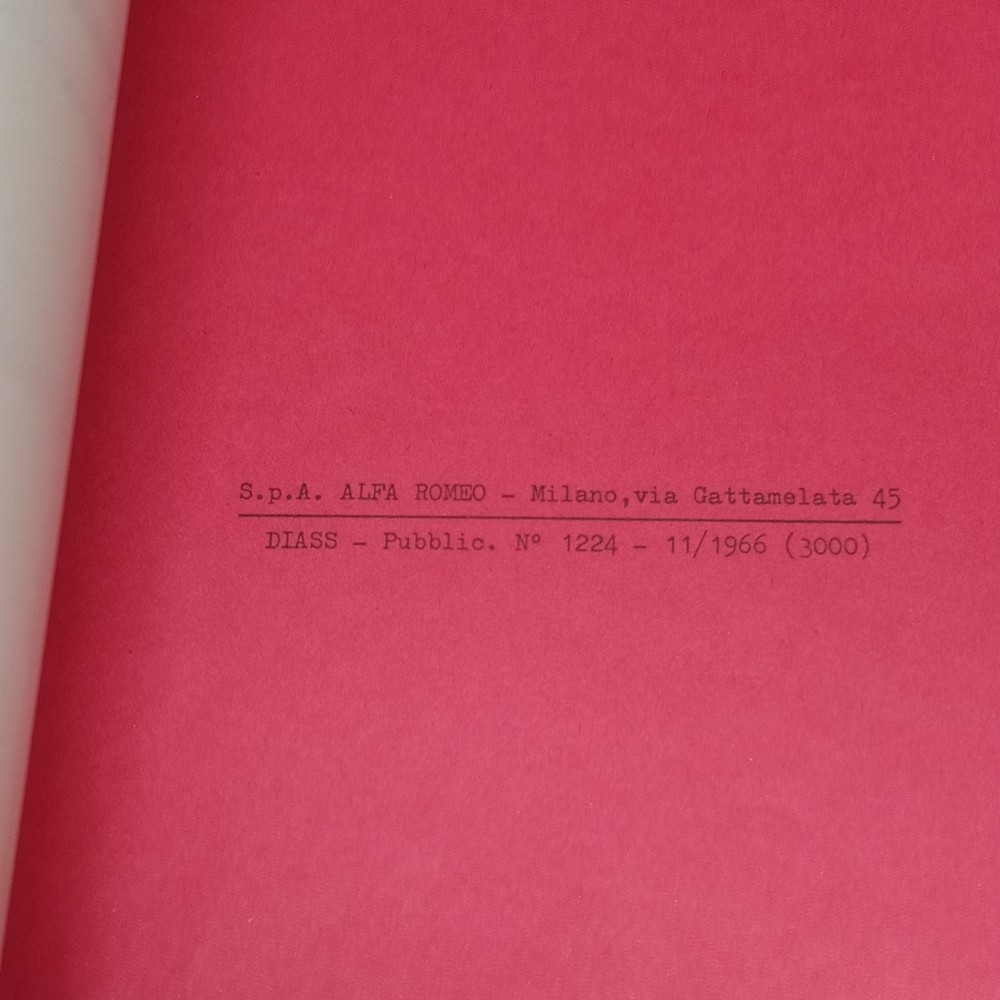 S.p.A. ALFA ROMEO - Milano,via Gattamelata 45
DIASS - Pubblic. N° 1224 - 11/1966 (3000)